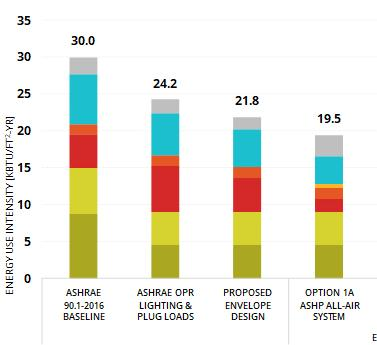 ENERGY USE INTENSITY [KBTU/FT²-YR]
35
30
25
20
15
10
5
0
30.0
24.2
21.8
19.5
ASHRAE
90.1-2016
BASELINE
ASHRAE OPR
LIGHTING &
PLUG LOADS
PROPOSED
ENVELOPE
DESIGN
OPTION 1A
ASHP ALL-AIR
SYSTEM
E